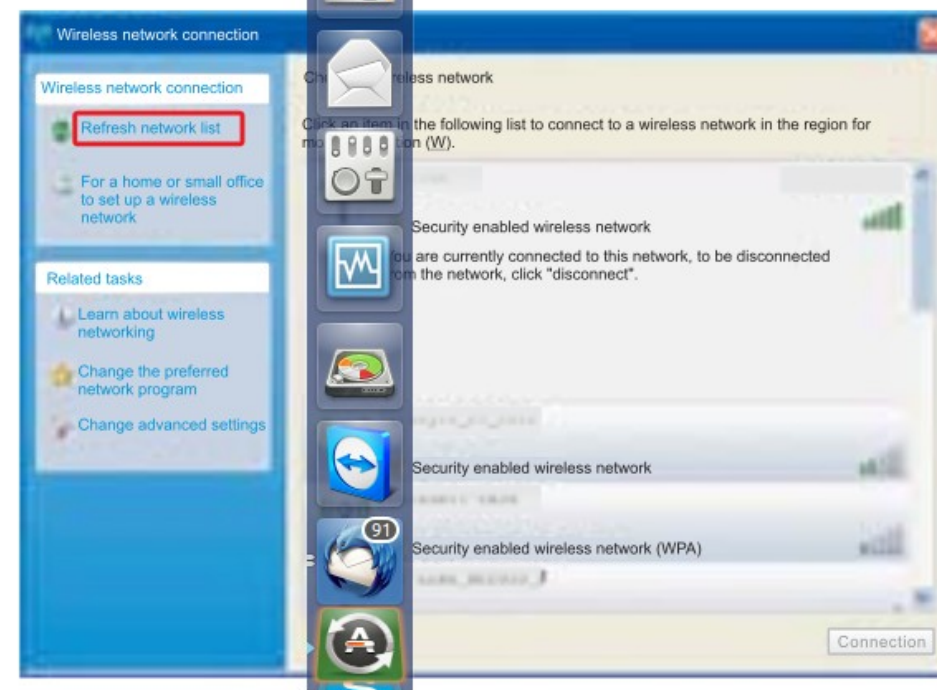 Wireless network connection
Wireless network connection
Refresh network list
For a home or small office
to set up a wireless
network
Related tasks
Learn about wireless
networking
Change the preferred
network program
Change advanced settings
wireless network
Click an item in the following list to connect to a wireless network in the region for
(W).
Security enabled wireless network
are currently connected to this network, to be disconnected
the network, click "disconnect".
Security enabled wireless network
Security enabled wireless network (WPA)
91
Connection